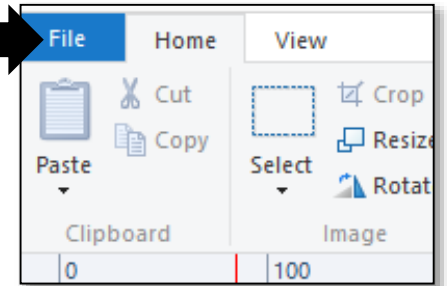 File Home View
Cut
Copy
Paste
Select
Crop
Resize
Rotat
Clipboard Image
0 100